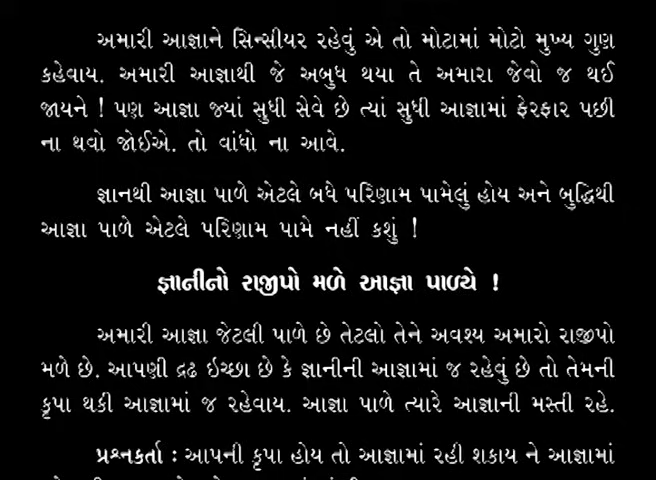 અમારી આજ્ઞાને સિન્સીયર રહેવું એ તો મોટામાં મોટો મુખ્ય ગુણ
કહેવાય. અમારી આજ્ઞાથી જે અબુધ થયા તે અમારા જેવો જ થઈ
જાયને ! પણ આજ્ઞા જ્યાં સુધી સેવે છે ત્યાં સુધી આજ્ઞામાં ફેરફાર પછી
ના થવો જોઈએ. તો વાંધો ના આવે.
જ્ઞાનથી આજ્ઞા પાળે એટલે બધે પરિણામ પામેલું હોય અને બુદ્ધિથી
આજ્ઞા પાળે એટલે પરિણામ પામે નહીં કશું !
જ્ઞાનીનો રાજીપો મળે આજ્ઞા પાળ્યે !
અમારી આજ્ઞા જેટલી પાળે છે તેટલો તેને અવશ્ય અમારો રાજીપો
મળે છે. આપણી દ્રઢ ઇચ્છા છે કે જ્ઞાનીની આજ્ઞામાં જ રહેવું છે તો તેમની
કૃપા થકી આજ્ઞામાં જ રહેવાય. આજ્ઞા પાળે ત્યારે આજ્ઞાની મસ્તી રહે.
પ્રશ્નકર્તા : આપની કૃપા હોય તો આજ્ઞામાં રહી શકાય ને આજ્ઞામાં